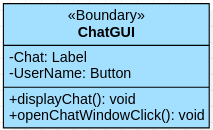 «Boundary»
ChatGUI
-Chat: Label
-UserName: Button
+displayChat(): void
+openChatWindowClick(): void